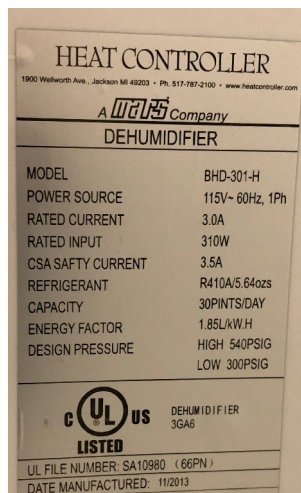 HEAT CONTROLLER
1900 Wellworth Ave., Jackson MI 49203 • Ph. 517-787-2100 • www.heatcontroller.com
A mars Company
DEHUMIDIFIER
MODEL BHD-301-H
POWER SOURCE 115V~ 60Hz, 1Ph
RATED CURRENT 3.0A
RATED INPUT 310W
CSA SAFTY CURRENT 3.5A
REFRIGERANT R410A/5.64ozs
CAPACITY 30PINTS/DAY
ENERGY FACTOR 1.85L/kW.H
DESIGN PRESSURE HIGH 540PSIG
LOW 300PSIG
C UL US DEHUMIDIFIER
3GA6
LISTED
UL FILE NUMBER: SA10980 (66PN)
DATE MANUFACTURED: 11/2013